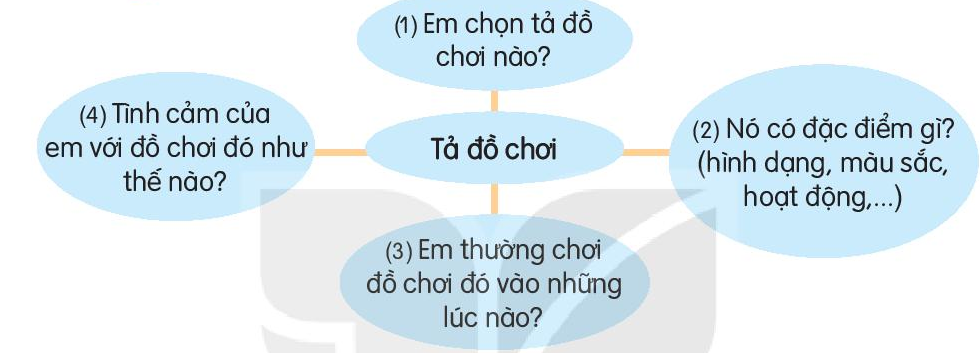 (1) Em chọn tả đồ
chơi nào?
(4) Tình cảm của
em với đồ chơi đó như
thế nào?
Tả đồ chơi
(2) Nó có đặc điểm gì?
(hình dạng, màu sắc,
hoạt động,...)
(3) Em thường chơi
đồ chơi đó vào những
lúc nào?